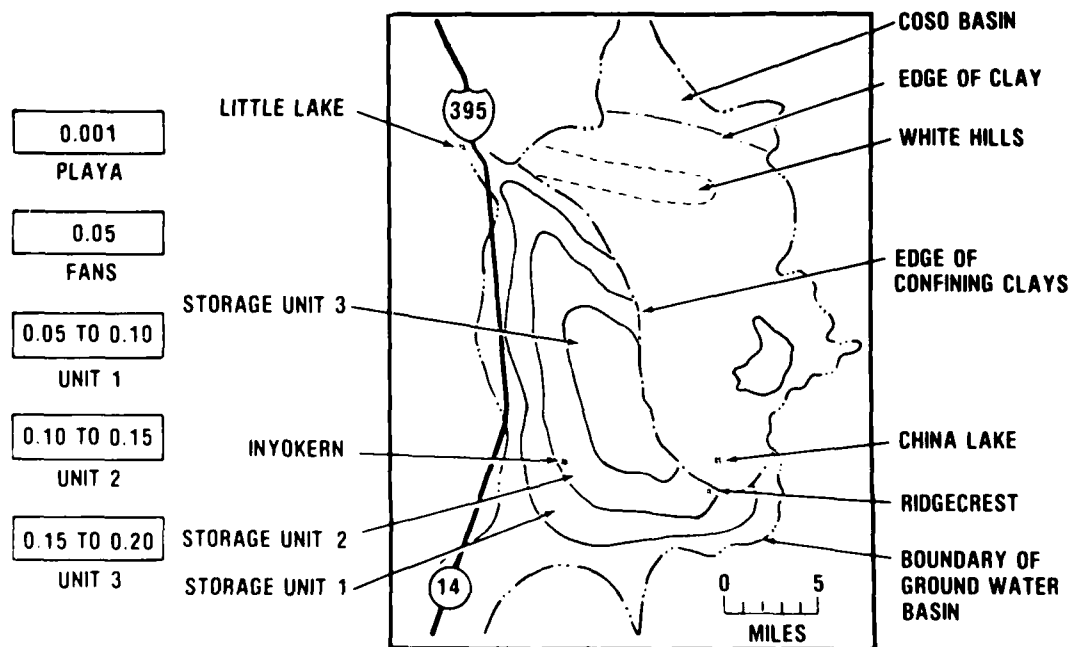 0.001
PLAYA
0.05
FANS
0.05 TO 0.10
UNIT 1
0.10 TO 0.15
UNIT 2
0.15 TO 0.20
UNIT 3
LITTLE LAKE
395
STORAGE UNIT 3
INYOKERN
STORAGE UNIT 2
STORAGE UNIT 1
14
COSO BASIN
EDGE OF CLAY
WHITE HILLS
EDGE OF
CONFINING CLAYS
CHINA LAKE
RIDGECREST
BOUNDARY OF
GROUND WATER
BASIN
0 5
MILES